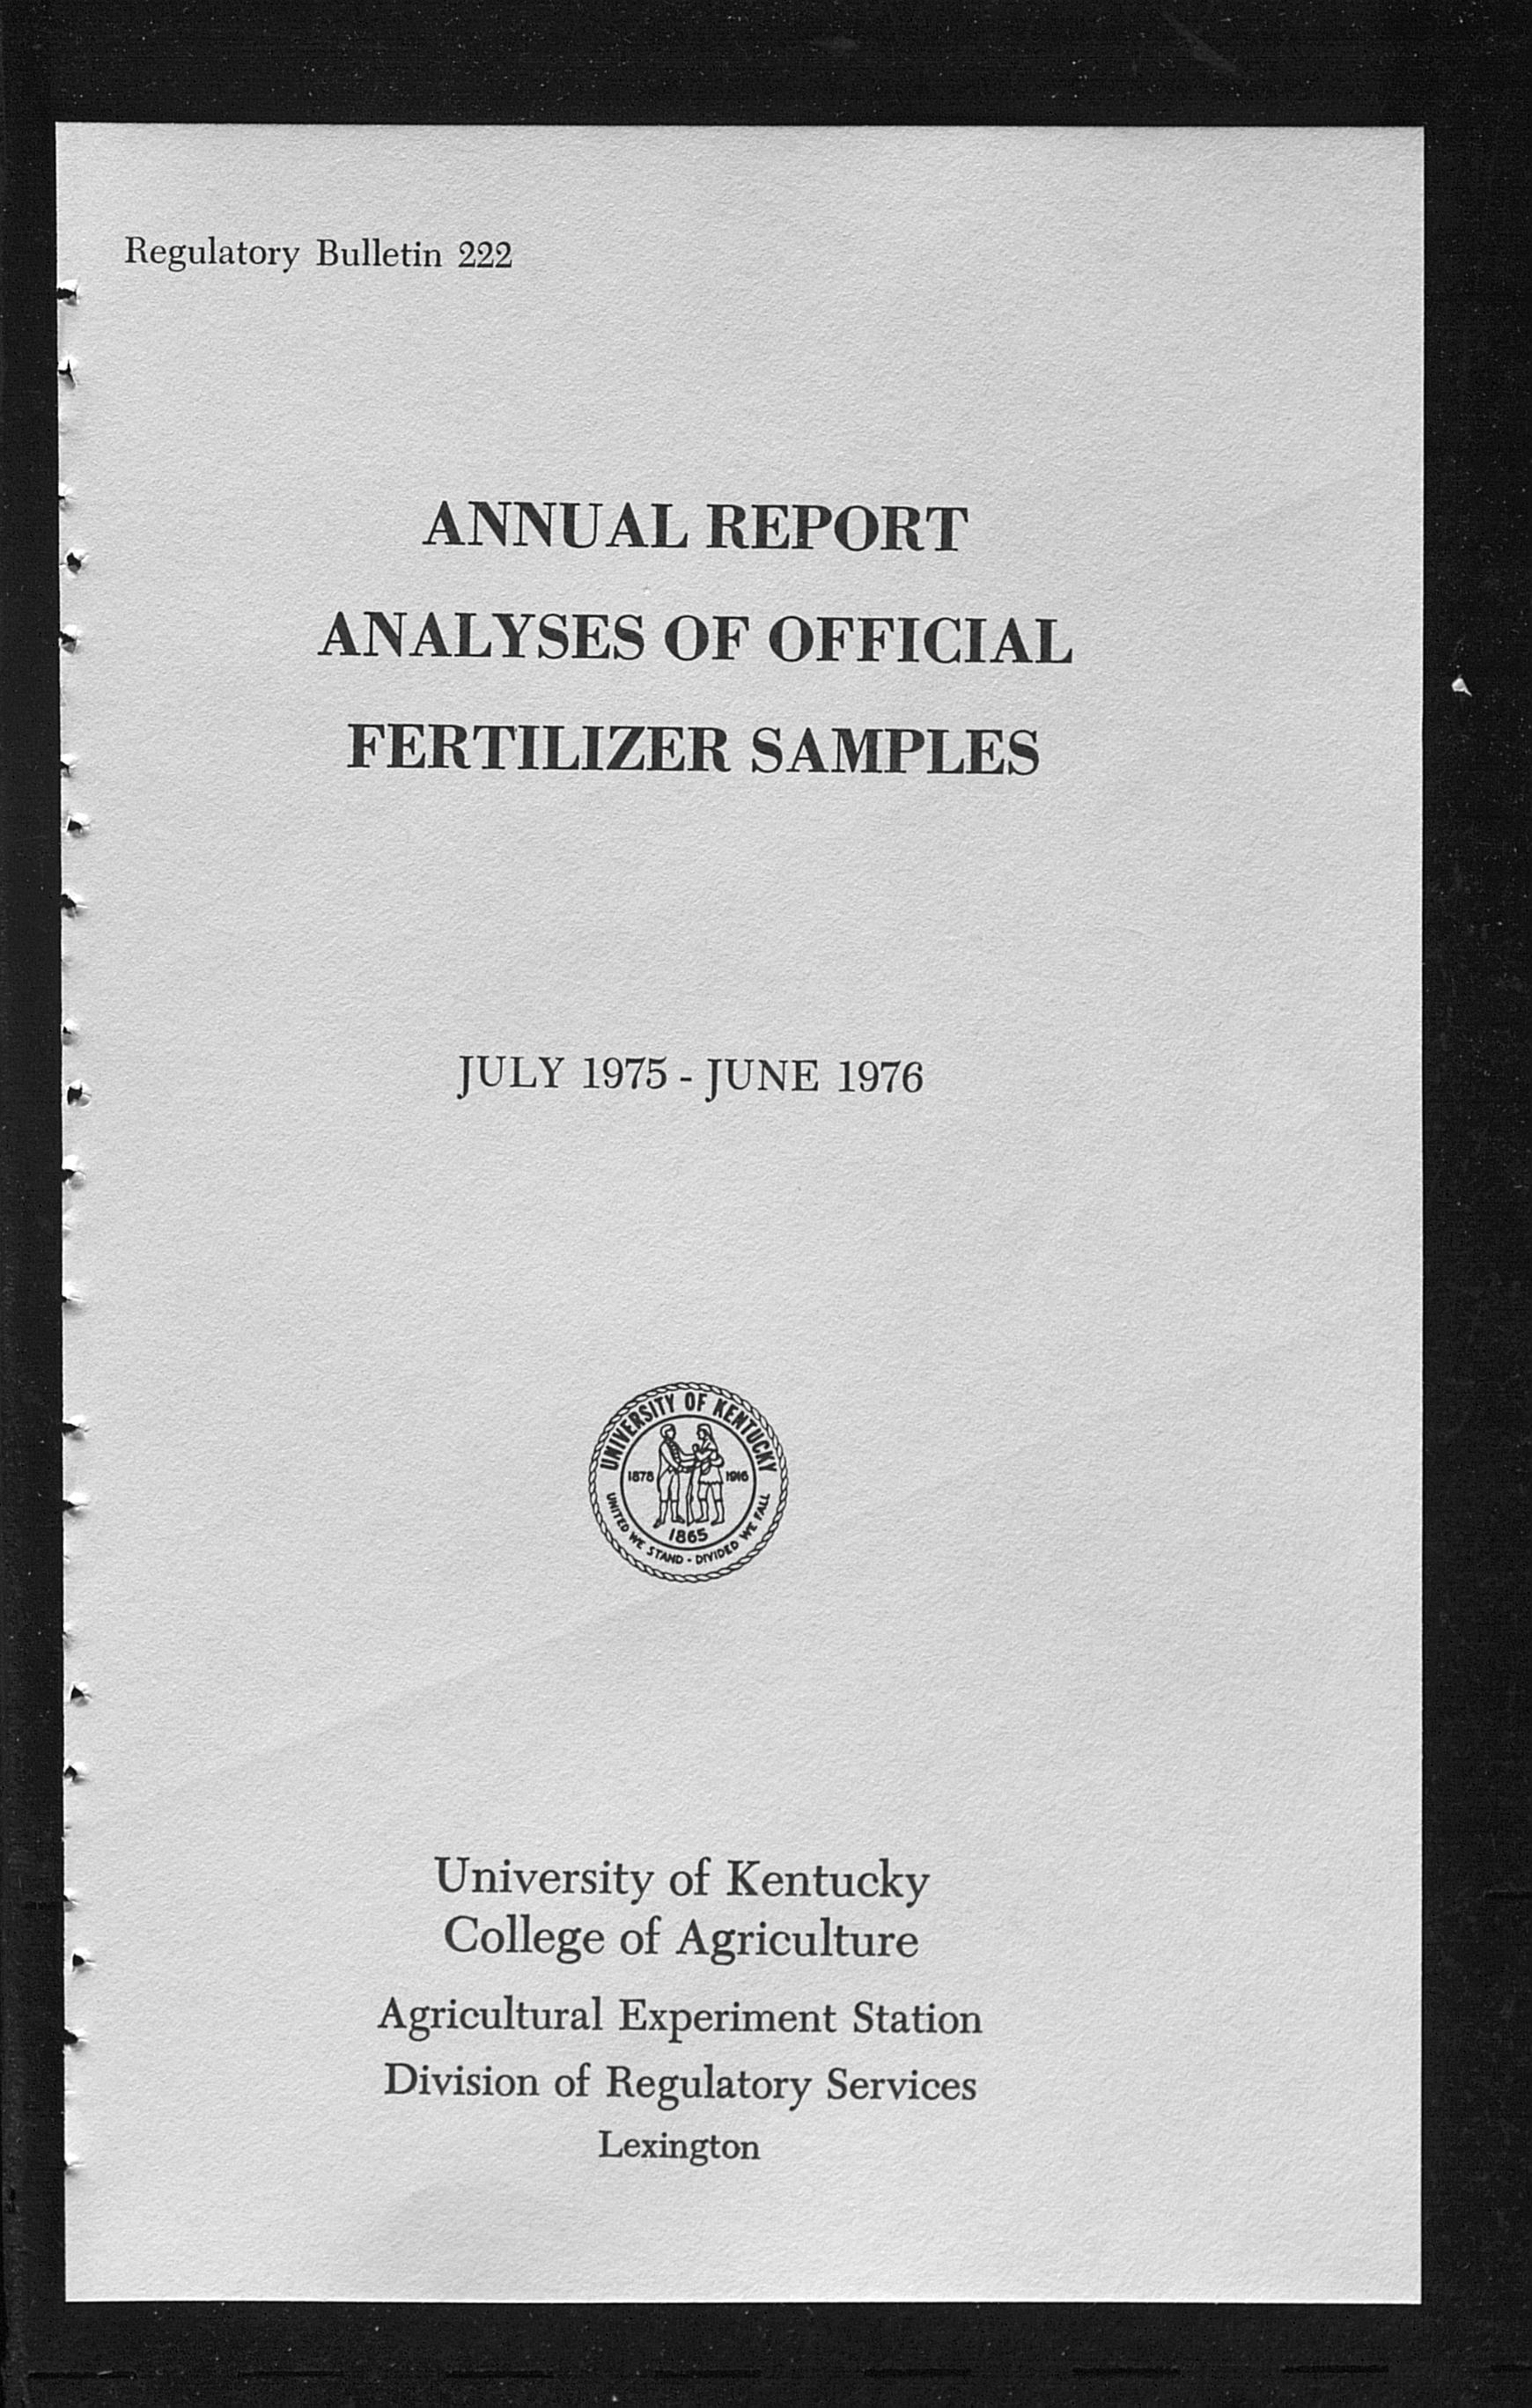 Regulatory Bulletin 222
ANNUAL REPORT
ANALYSES OF OFFICIAL
FERTILIZER SAMPLES
JULY 1975 - JUNE 1976
UNIVERSITY OF KENTUCKY
1878 1916
1865
UNITED WE STAND - DIVIDED WE FALL
University of Kentucky
College of Agriculture
Agricultural Experiment Station
Division of Regulatory Services
Lexington